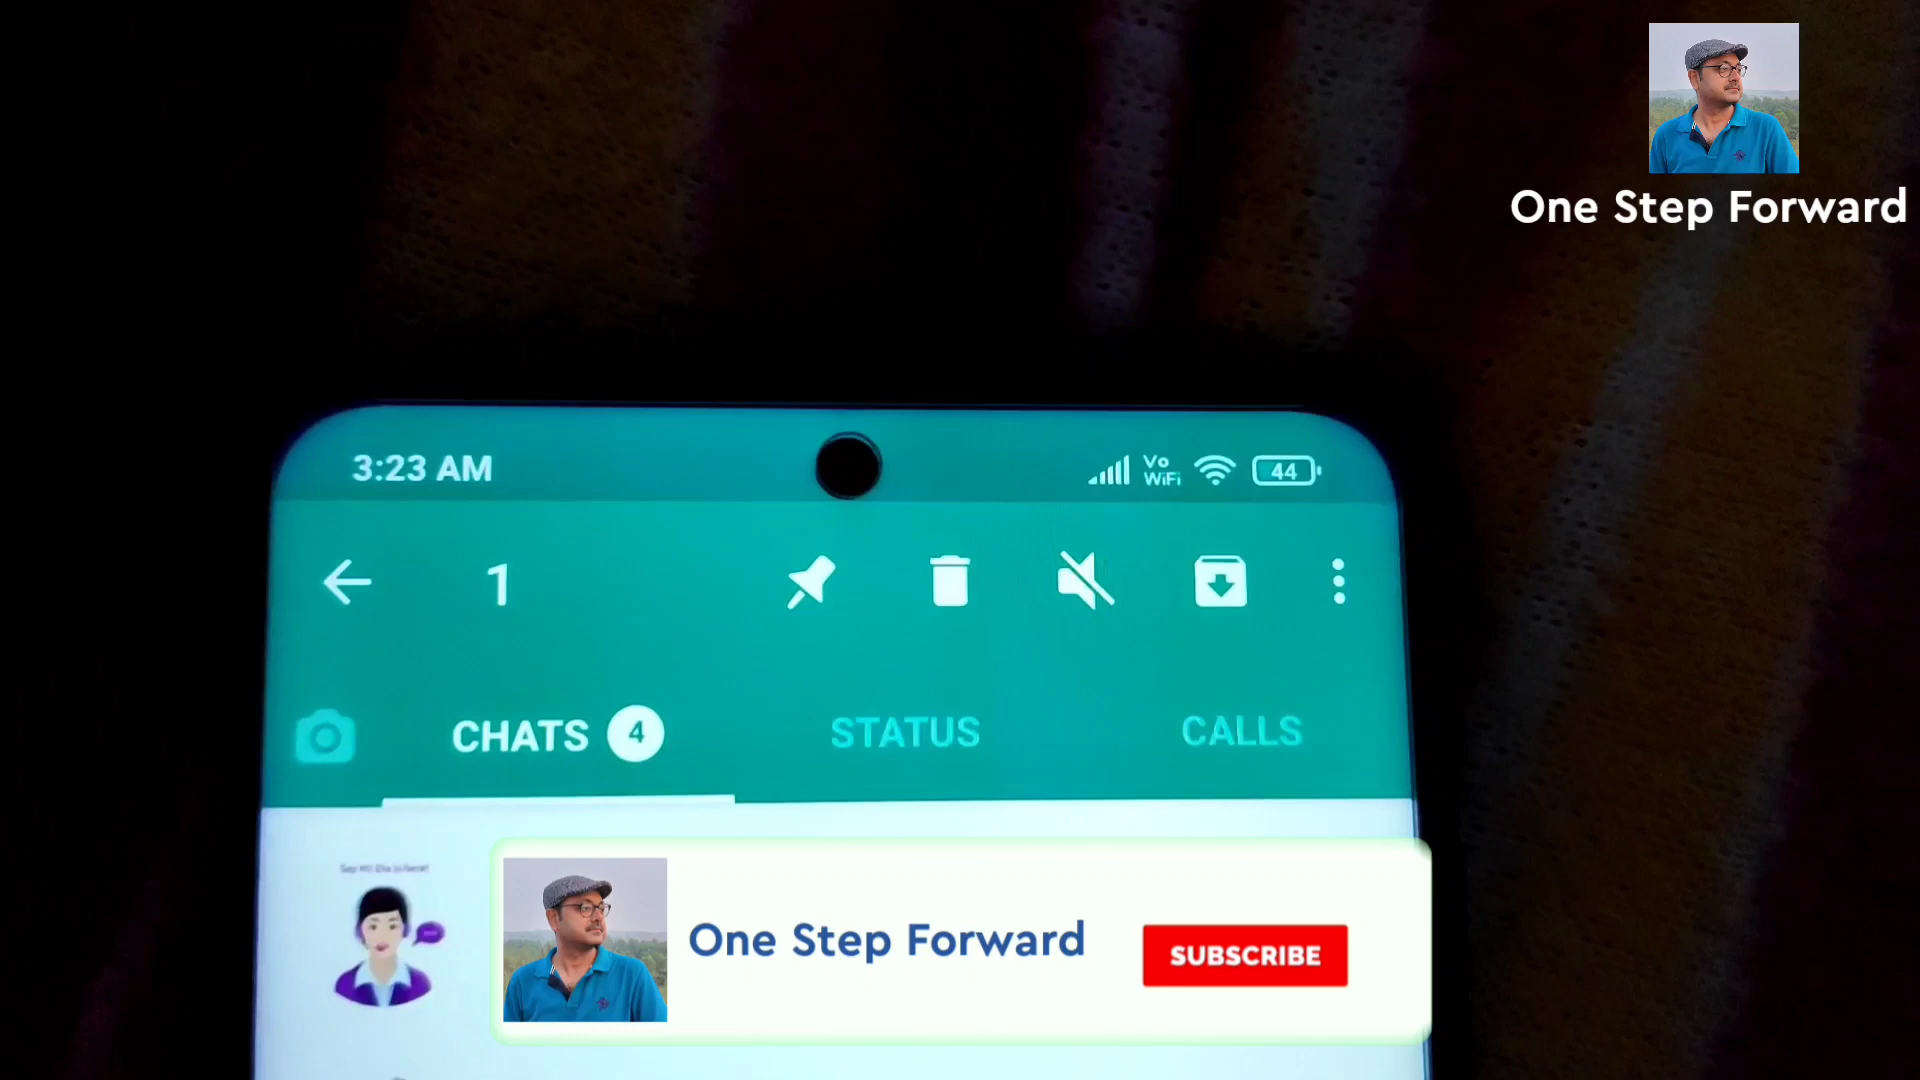 One Step Forward
3:23 AM
Vo
WiFi
44
1
CHATS 4
STATUS
CALLS
One Step Forward
SUBSCRIBE